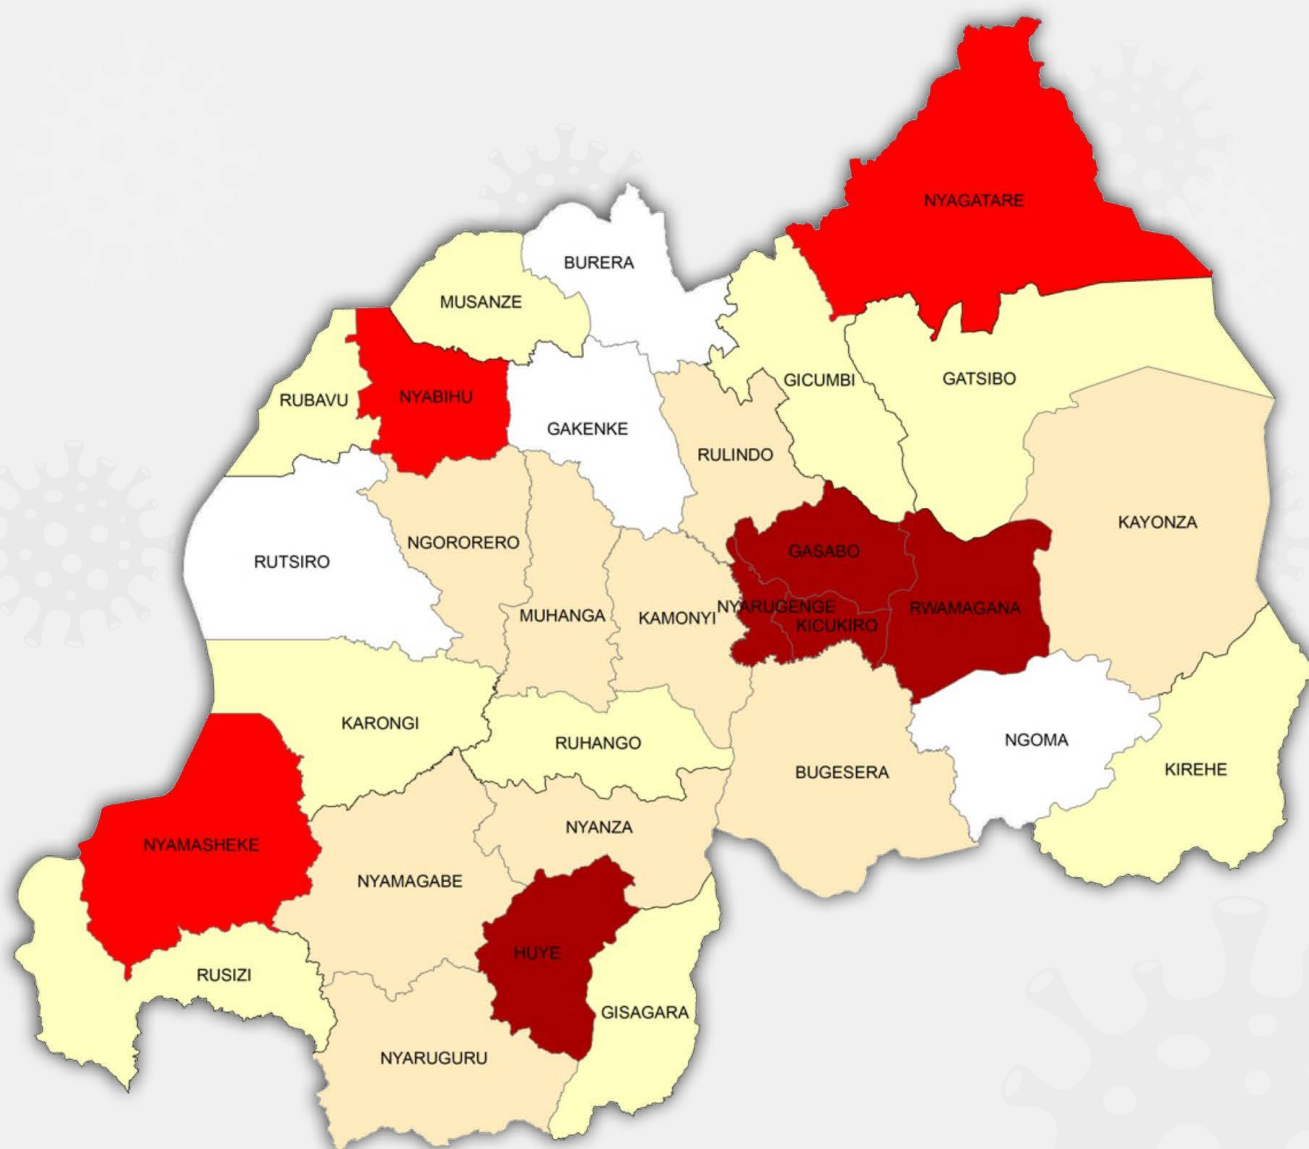 NYAGATARE
BURERA
MUSANZE
GICUMBI
GATSIBO
RUBAVU
NYABIHU
GAKENKE
RULINDO
KAYONZA
NGORORERO
GASABO
RUTSIRO
MUHANGA
KAMONYI
NYARUGENGE
RWAMAGANA
KICUKIRO
KARONGI
RUHANGO
NGOMA
BUGESERA
KIREHE
NYANZA
NYAMASHEKE
NYAMAGABE
HUYE
RUSIZI
GISAGARA
NYARUGURU